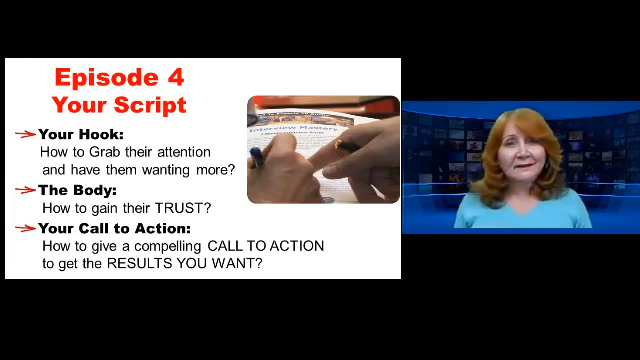 Episode 4
Your Script
Your Hook:
How to Grab their attention
and have them wanting more?
The Body:
How to gain their TRUST?
Your Call to Action:
How to give a compelling CALL TO ACTION
to get the RESULTS YOU WANT?
Interview Mastery